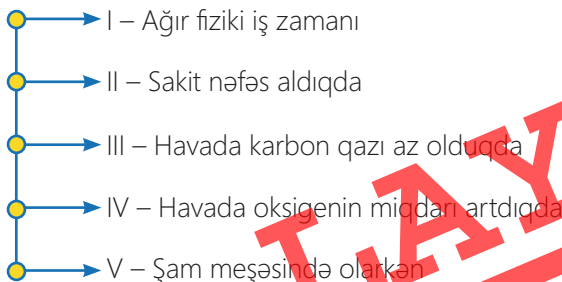 I – Ağır fiziki iş zamanı
II – Sakit nəfəs aldıqda
III – Havada karbon qazı az olduqda
IV – Havada oksigenin miqdarı artdıqda
V – Şam meşəsində olarkən
LAY